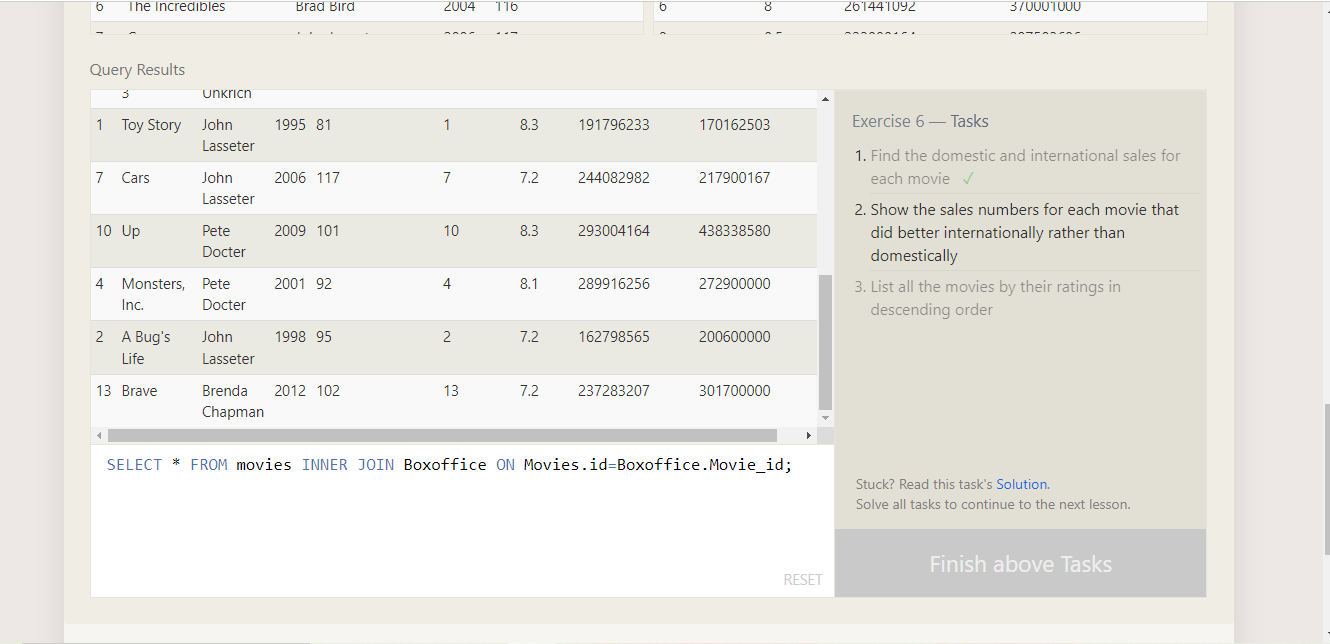 6 The Incredibles Brad Bird 2004 116 6 8 261441092 370001000
Query Results
3 Unkrich
1 Toy Story John Lasseter 1995 81 1 8.3 191796233 170162503
7 Cars John Lasseter 2006 117 7 7.2 244082982 217900167
10 Up Pete Docter 2009 101 10 8.3 293004164 438338580
4 Monsters, Inc. Pete Docter 2001 92 4 8.1 289916256 272900000
2 A Bug's Life John Lasseter 1998 95 2 7.2 162798565 200600000
13 Brave Brenda Chapman 2012 102 13 7.2 237283207 301700000
SELECT * FROM movies INNER JOIN Boxoffice ON Movies.id=Boxoffice.Movie_id;
RESET
Exercise 6 — Tasks
1. Find the domestic and international sales for
each movie ✓
2. Show the sales numbers for each movie that
did better internationally rather than
domestically
3. List all the movies by their ratings in
descending order
Stuck? Read this task's Solution.
Solve all tasks to continue to the next lesson.
Finish above Tasks